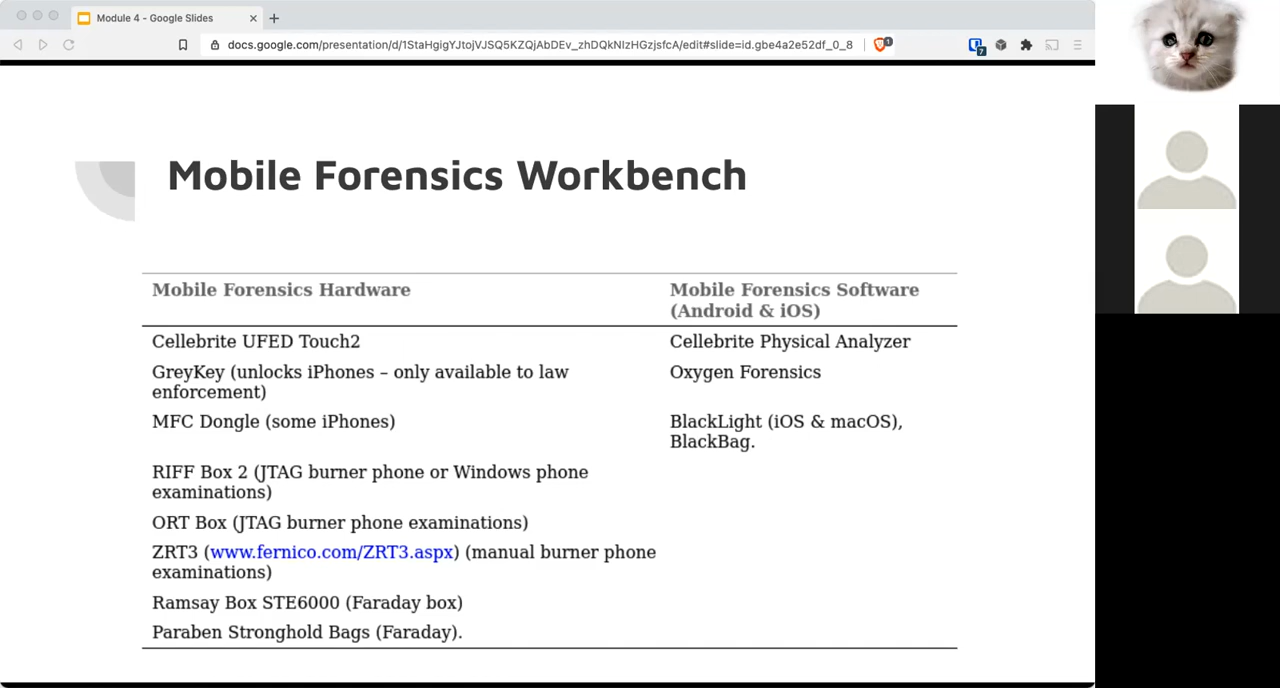 Module 4 - Google Slides
docs.google.com/presentation/d/1StaHgigYJtojVJSQ5KZQjAbDEv_zhDQkNIzHGzjsfcA/edit#slide=id.gbe4a2e52df_0_8
1
7
Mobile Forensics Workbench
Mobile Forensics Hardware
Mobile Forensics Software
(Android & iOS)
Cellebrite UFED Touch2
Cellebrite Physical Analyzer
GreyKey (unlocks iPhones – only available to law
enforcement)
Oxygen Forensics
MFC Dongle (some iPhones)
BlackLight (iOS & macOS),
BlackBag.
RIFF Box 2 (JTAG burner phone or Windows phone
examinations)
ORT Box (JTAG burner phone examinations)
ZRT3 (www.fernico.com/ZRT3.aspx) (manual burner phone
examinations)
Ramsay Box STE6000 (Faraday box)
Paraben Stronghold Bags (Faraday).